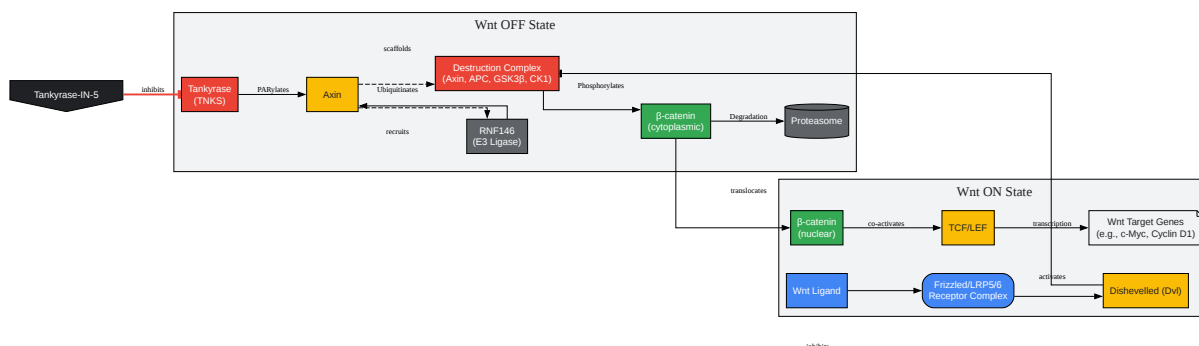 Wnt OFF State
scaffolds
Destruction Complex
(Axin, APC, GSK3β, CK1)
Tankyrase-IN-5
inhibits
Tankyrase
(TNKS)
PARylates
Axin
Ubiquitinates
Phosphorylates
recruits
RNF146
(E3 Ligase)
β-catenin
(cytoplasmic)
Degradation
Proteasome
translocates
Wnt ON State
β-catenin
(nuclear)
co-activates
TCF/LEF
transcription
Wnt Target Genes
(e.g., c-Myc, Cyclin D1)
Wnt Ligand
Frizzled/LRP5/6
Receptor Complex
activates
Dishevelled (Dvl)
inhibits